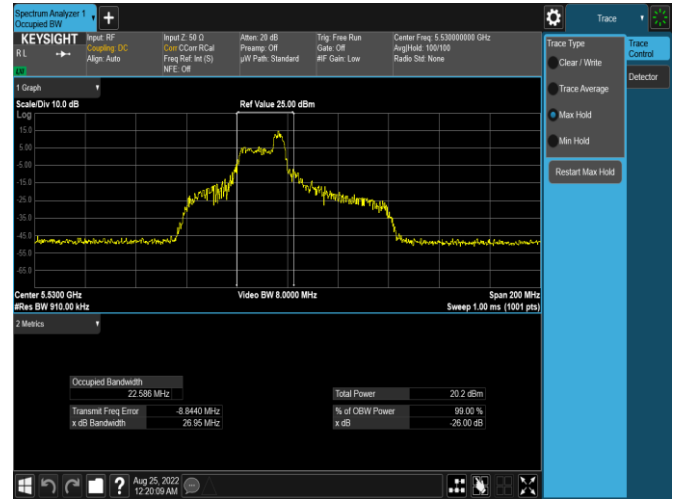 Spectrum Analyzer 1
Occupied BW
+
Trace
KEYSIGHT
Input: RF
Input Z: 50 Ω
Atten: 20 dB
Trig: Free Run
Center Freq: 5.530000000 GHz
RL
Coupling: DC
Corr CCorr RCal
Preamp: Off
Gate: Off
Avg|Hold: 100/100
Align: Auto
Freq Ref: Int (S)
µW Path: Standard
#IF Gain: Low
Radio Std: None
NFE: Off
Trace Type
Clear / Write
Trace Average
Max Hold
Min Hold
Restart Max Hold
Trace
Control
Detector
1 Graph
Scale/Div 10.0 dB
Ref Value 25.00 dBm
Log
15.0
5.00
-5.00
-15.0
-25.0
-35.0
-45.0
-55.0
-65.0
Center 5.5300 GHz
Video BW 8.0000 MHz
Span 200 MHz
#Res BW 910.00 kHz
Sweep 1.00 ms (1001 pts)
2 Metrics
Occupied Bandwidth
22.586 MHz
Total Power 20.2 dBm
Transmit Freq Error -8.8440 MHz
% of OBW Power 99.00 %
x dB Bandwidth 26.95 MHz
x dB -26.00 dB
?
Aug 25, 2022
12:20:09 AM